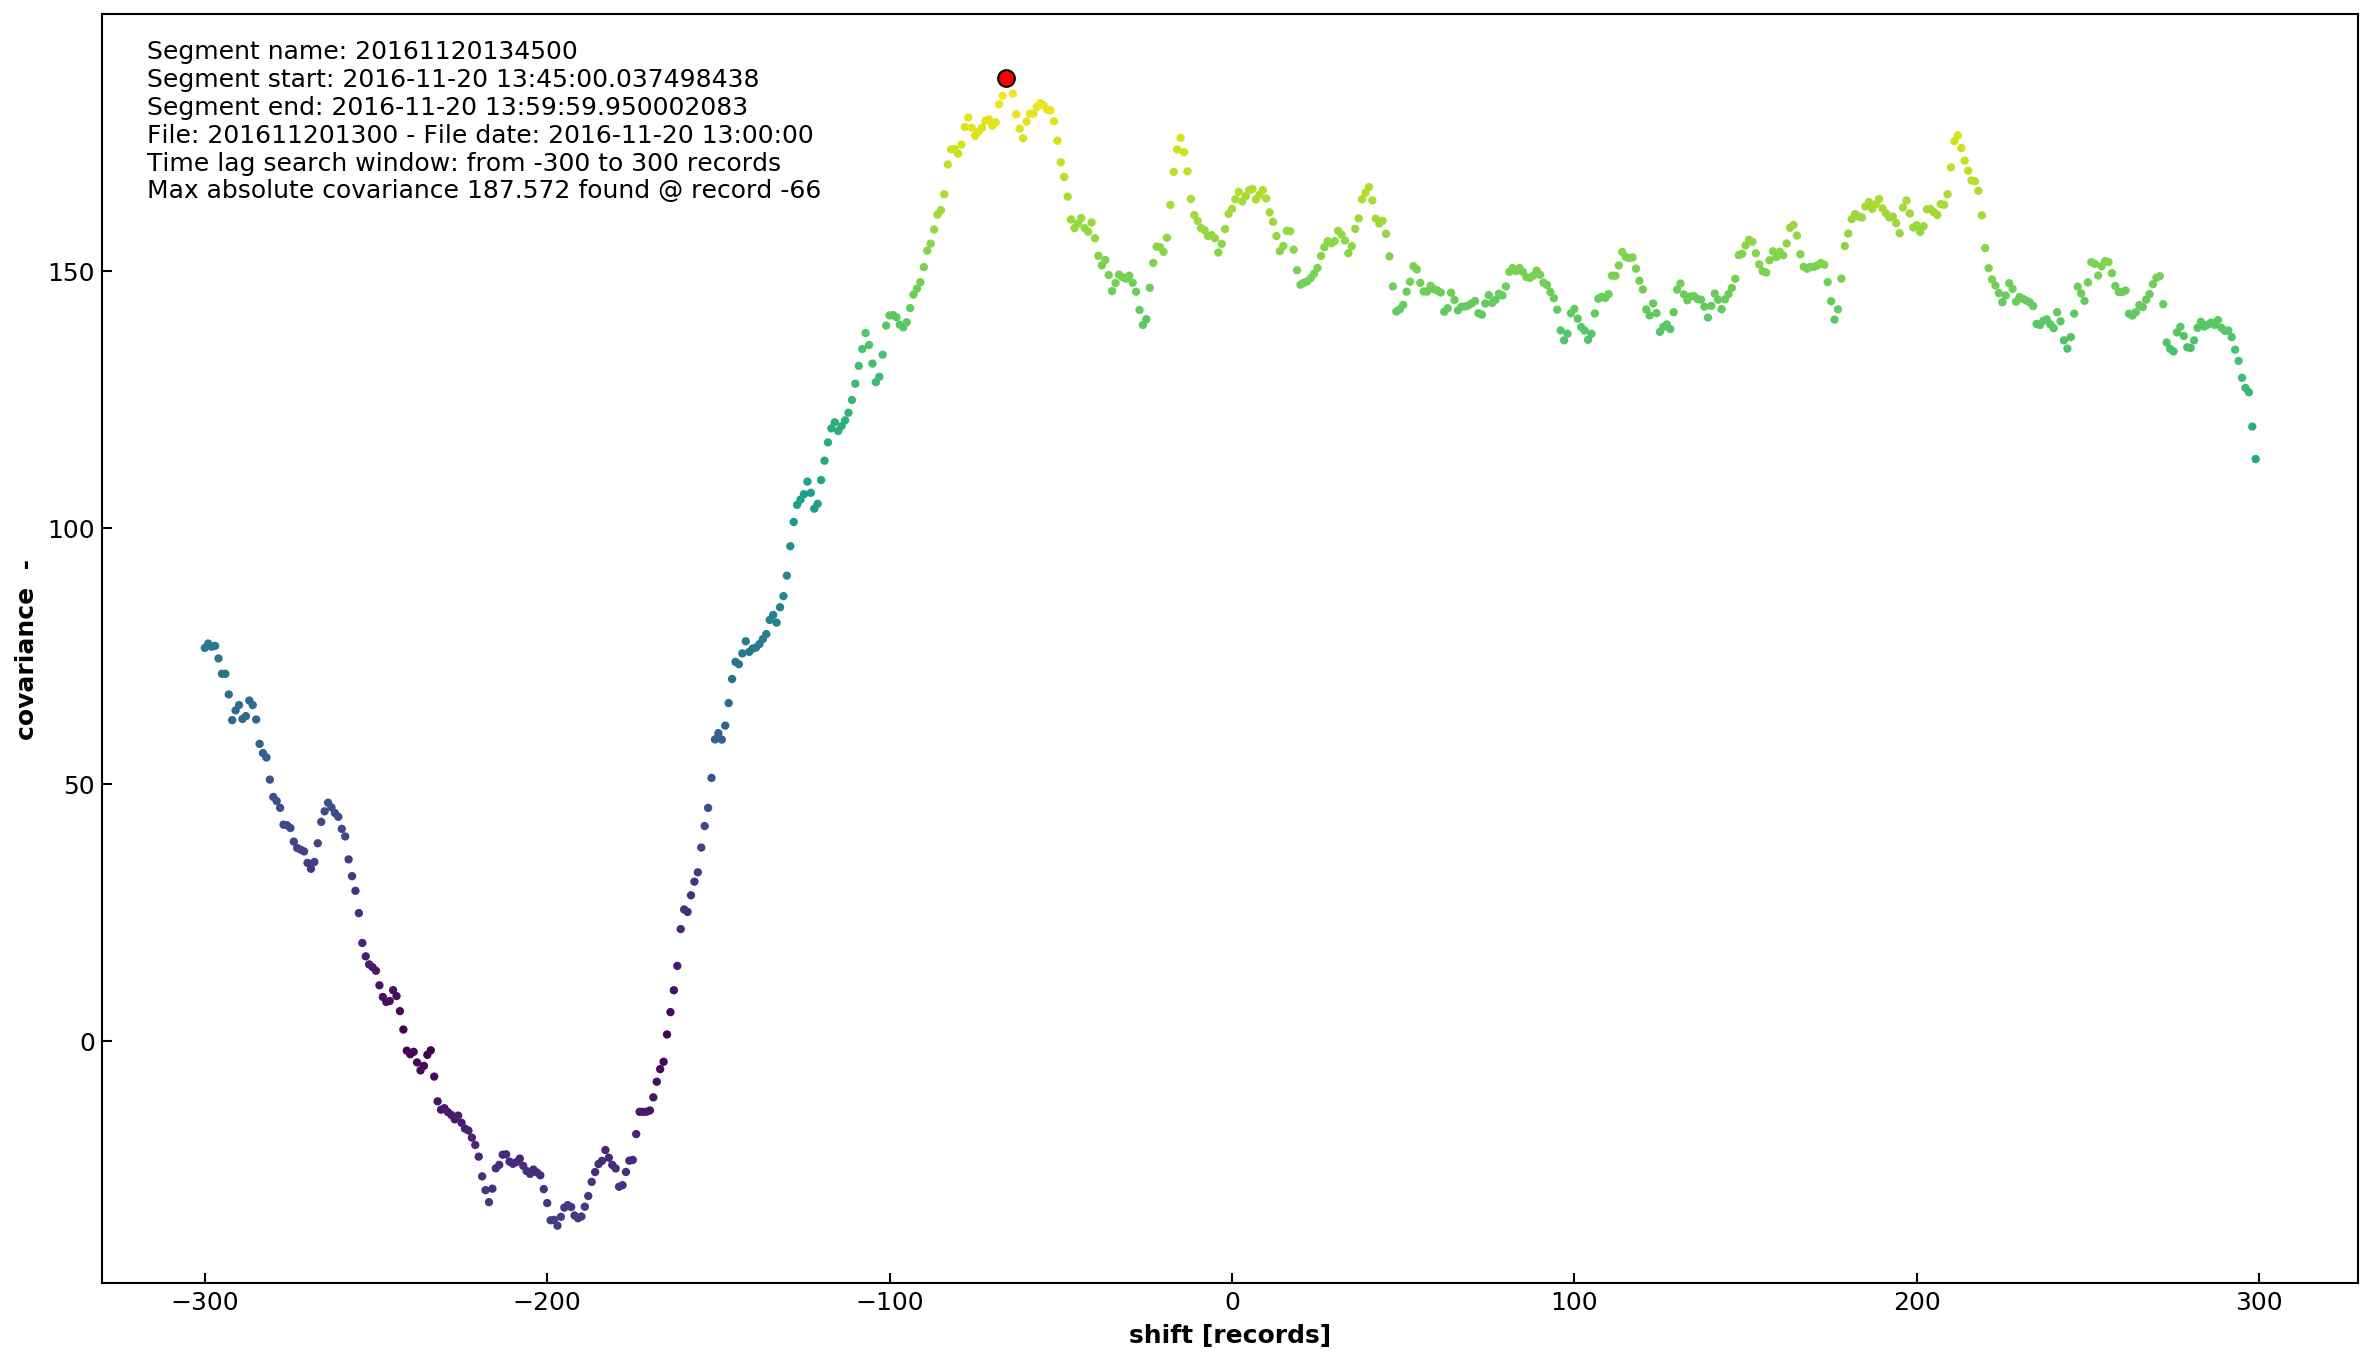 Segment name: 20161120134500
Segment start: 2016-11-20 13:45:00.037498438
Segment end: 2016-11-20 13:59:59.950002083
File: 201611201300 - File date: 2016-11-20 13:00:00
Time lag search window: from -300 to 300 records
Max absolute covariance 187.572 found @ record -66
150
100
50
0
covariance -
−300 −200 −100 0 100 200 300
shift [records]